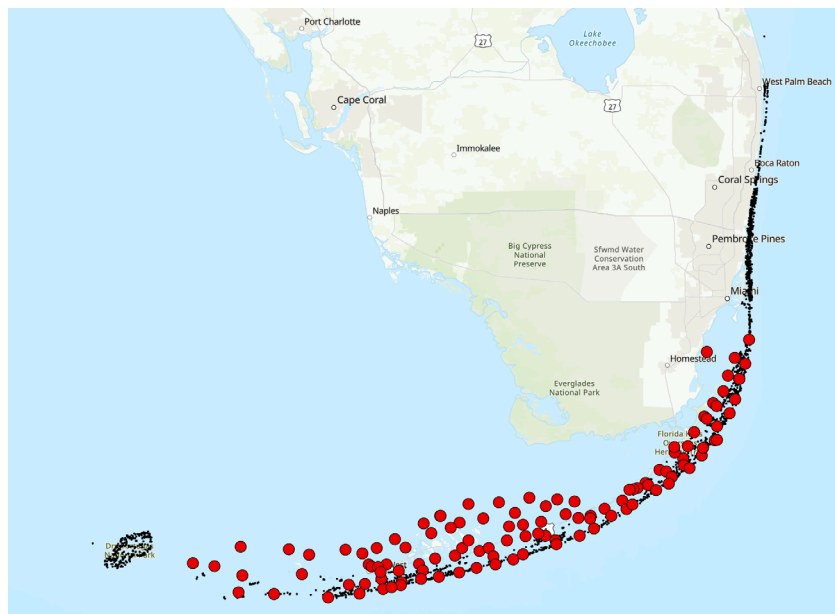 Port Charlotte
Lake
Okeechobee
27
West Palm Beach
Cape Coral
27
Immokalee
Boca Raton
Coral Springs
Naples
Pembroke Pines
Big Cypress
National
Preserve
Sfwmd Water
Conservation
Area 3A South
Miami
Homestead
Everglades
National Park
Florida